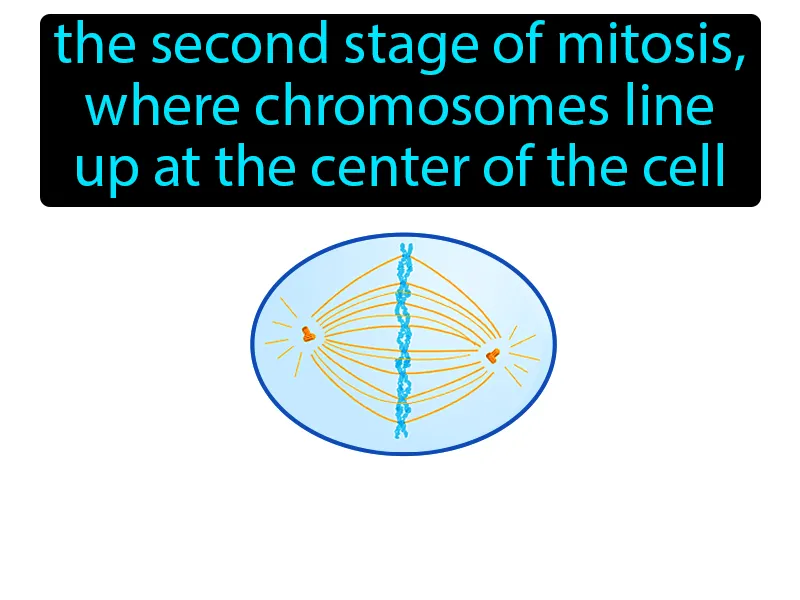 the second stage of mitosis,
where chromosomes line
up at the center of the cell